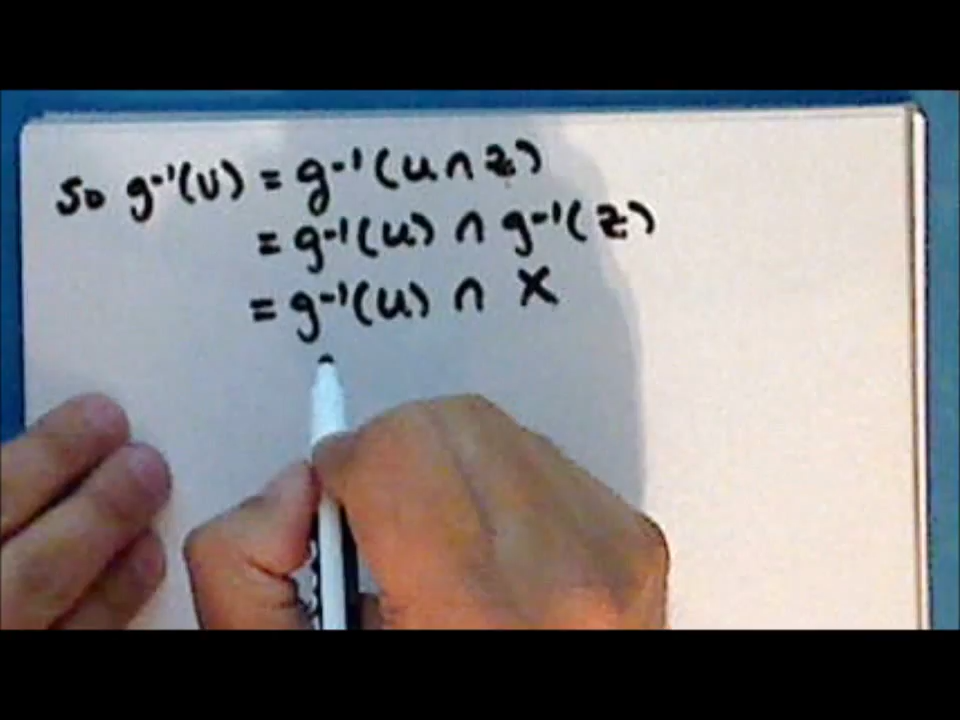 So g⁻¹(V) = g⁻¹(U ∩ Z)
= g⁻¹(U) ∩ g⁻¹(Z)
= g⁻¹(U) ∩ X